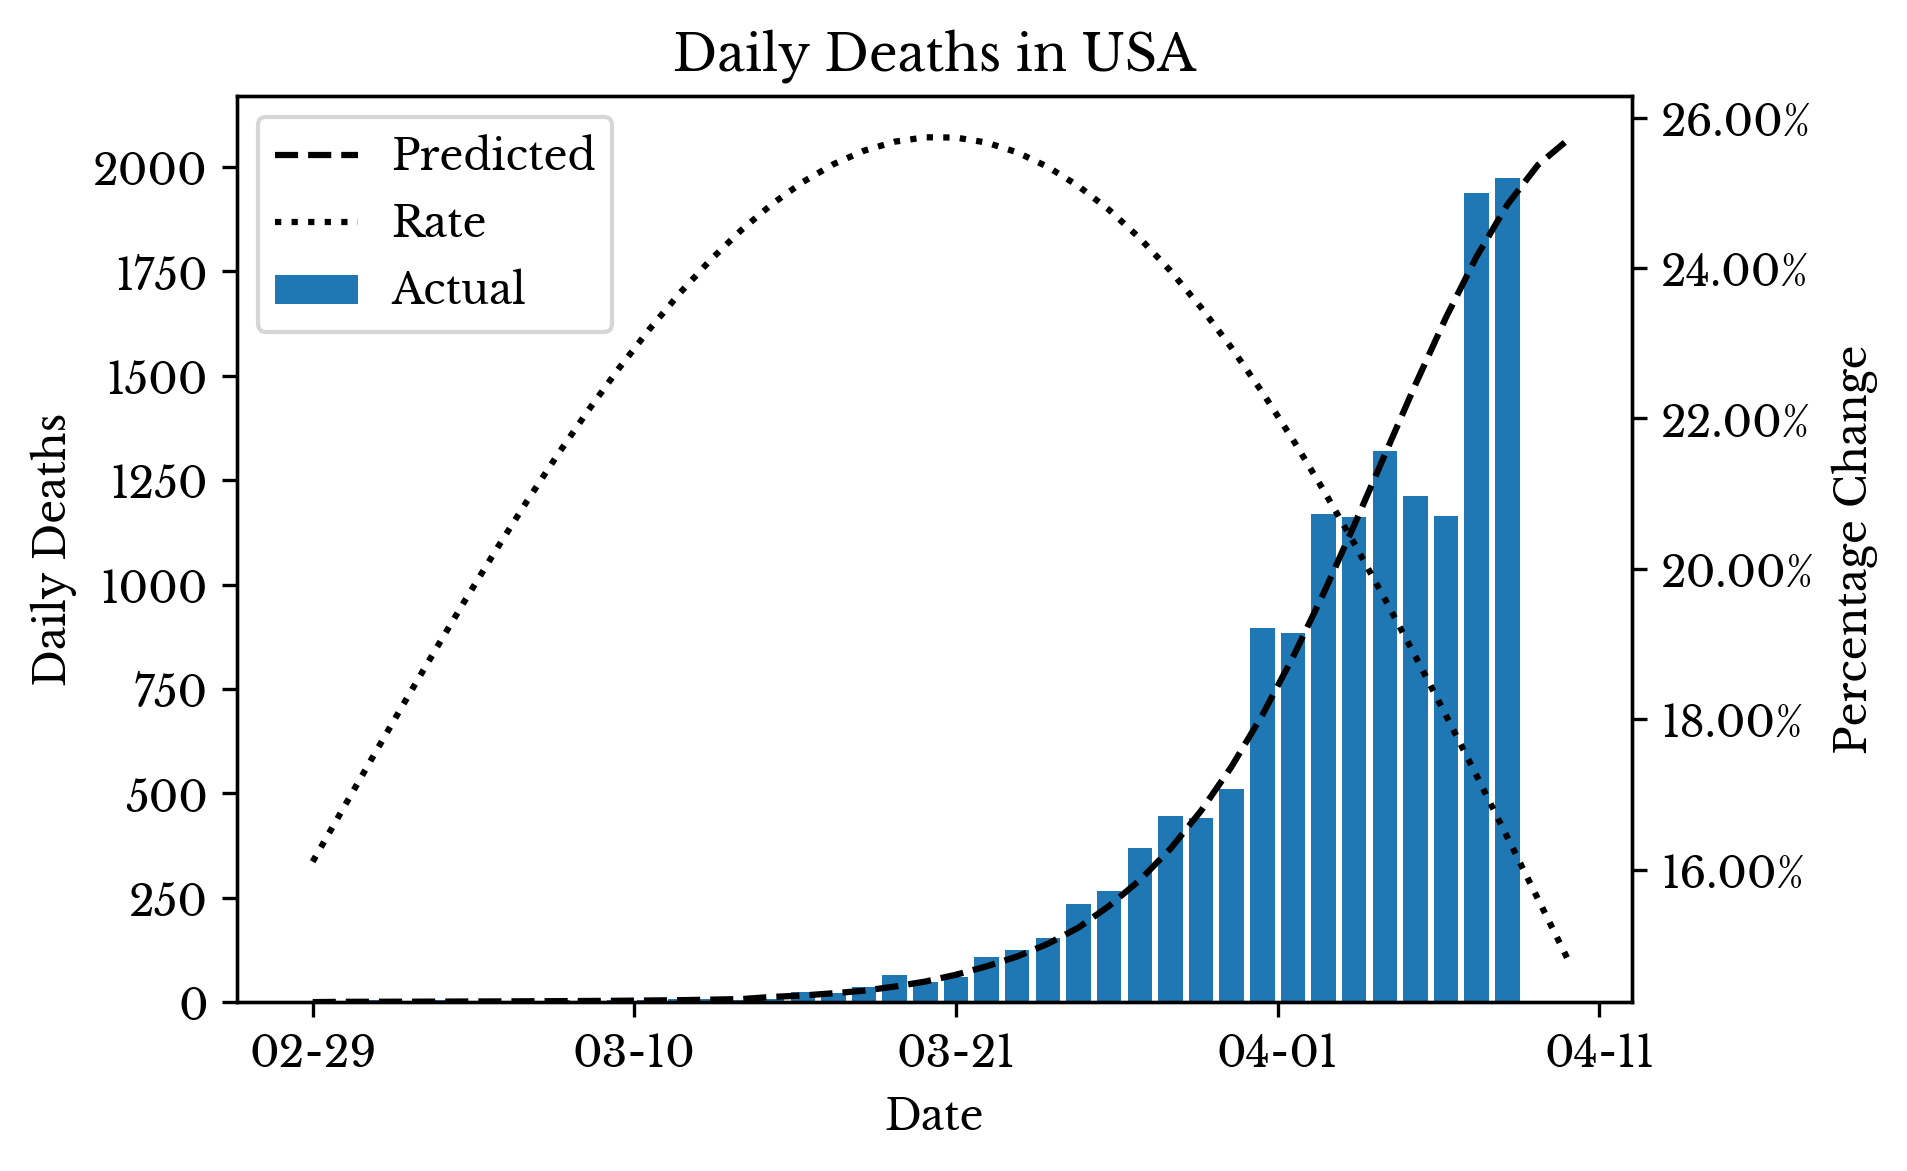 Daily Deaths in USA
Predicted
Rate
Actual
Daily Deaths
2000
1750
1500
1250
1000
750
500
250
0
26.00%
24.00%
22.00%
20.00%
18.00%
16.00%
Percentage Change
02-29
03-10
03-21
04-01
04-11
Date